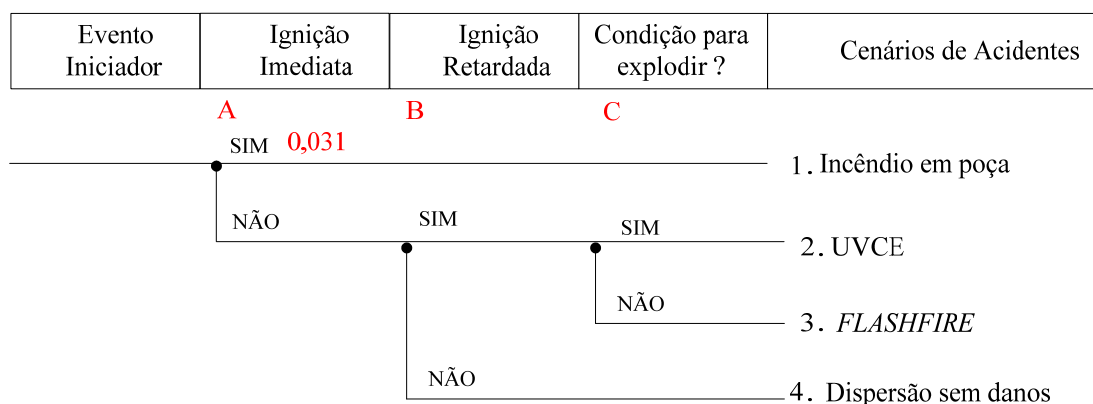 Evento Iniciador
Ignição Imediata
Ignição Retardada
Condição para explodir ?
Cenários de Acidentes
A
B
C
SIM 0,031
1. Incêndio em poça
NÃO
SIM
SIM
2. UVCE
NÃO
3. FLASHFIRE
NÃO
4. Dispersão sem danos